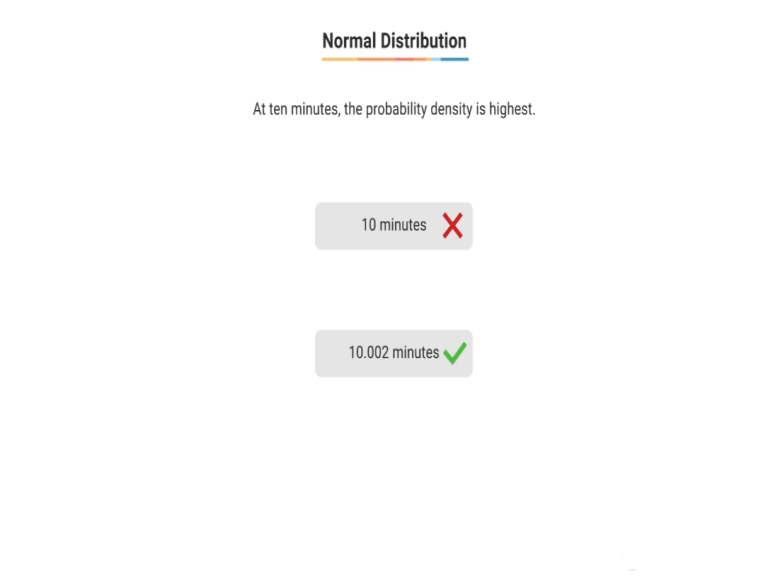 Normal Distribution
At ten minutes, the probability density is highest.
10 minutes
10.002 minutes